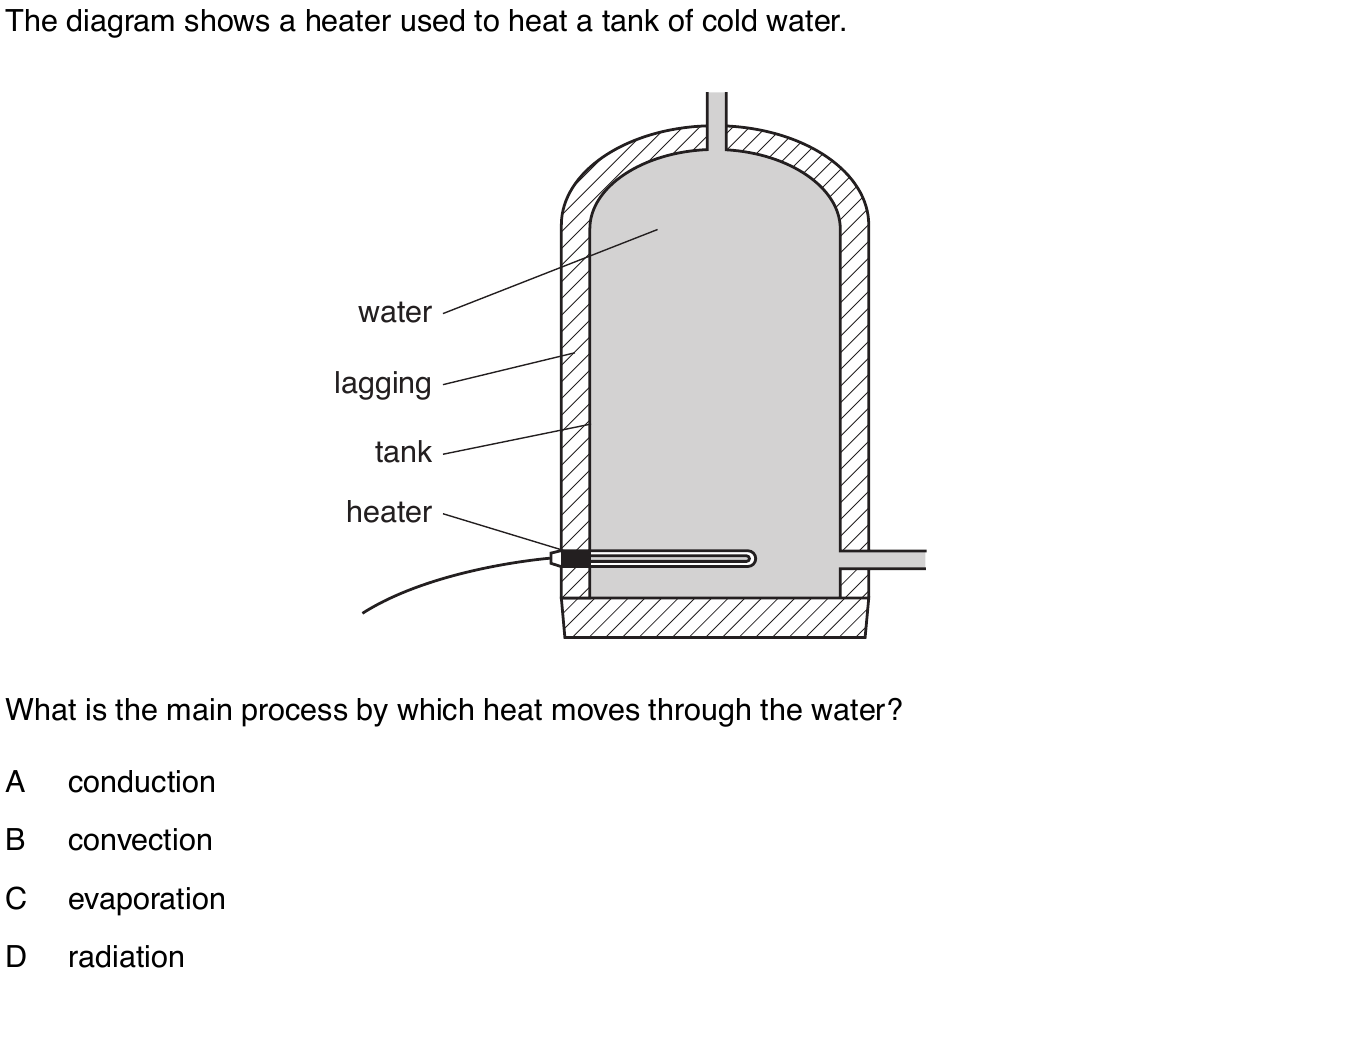 The diagram shows a heater used to heat a tank of cold water.
water
lagging
tank
heater
What is the main process by which heat moves through the water?
A conduction
B convection
C evaporation
D radiation